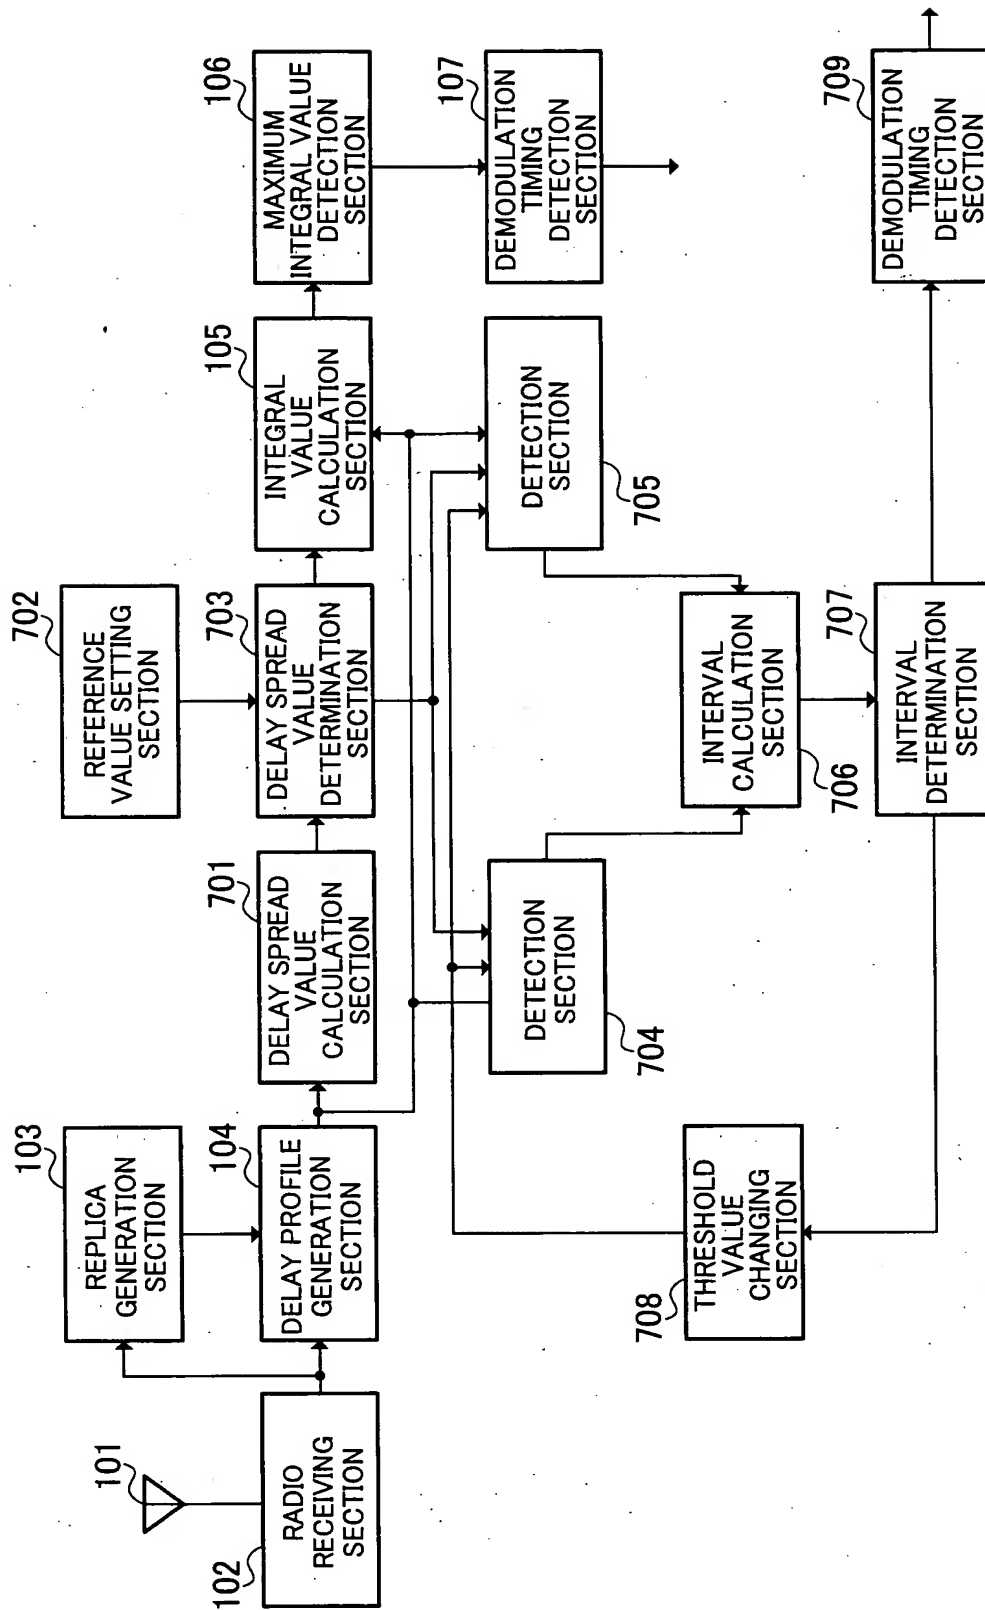 101
102
RADIO
RECEIVING
SECTION
103
REPLICA
GENERATION
SECTION
104
DELAY PROFILE
GENERATION
SECTION
701
DELAY SPREAD
VALUE
CALCULATION
SECTION
702
REFERENCE
VALUE SETTING
SECTION
703
DELAY SPREAD
VALUE
DETERMINATION
SECTION
105
INTEGRAL
VALUE
CALCULATION
SECTION
106
MAXIMUM
INTEGRAL VALUE
DETECTION
SECTION
107
DEMODULATION
TIMING
DETECTION
SECTION
DETECTION
SECTION
704
DETECTION
SECTION
705
INTERVAL
CALCULATION
SECTION
706
707
INTERVAL
DETERMINATION
SECTION
708
THRESHOLD
VALUE
CHANGING
SECTION
709
DEMODULATION
TIMING
DETECTION
SECTION